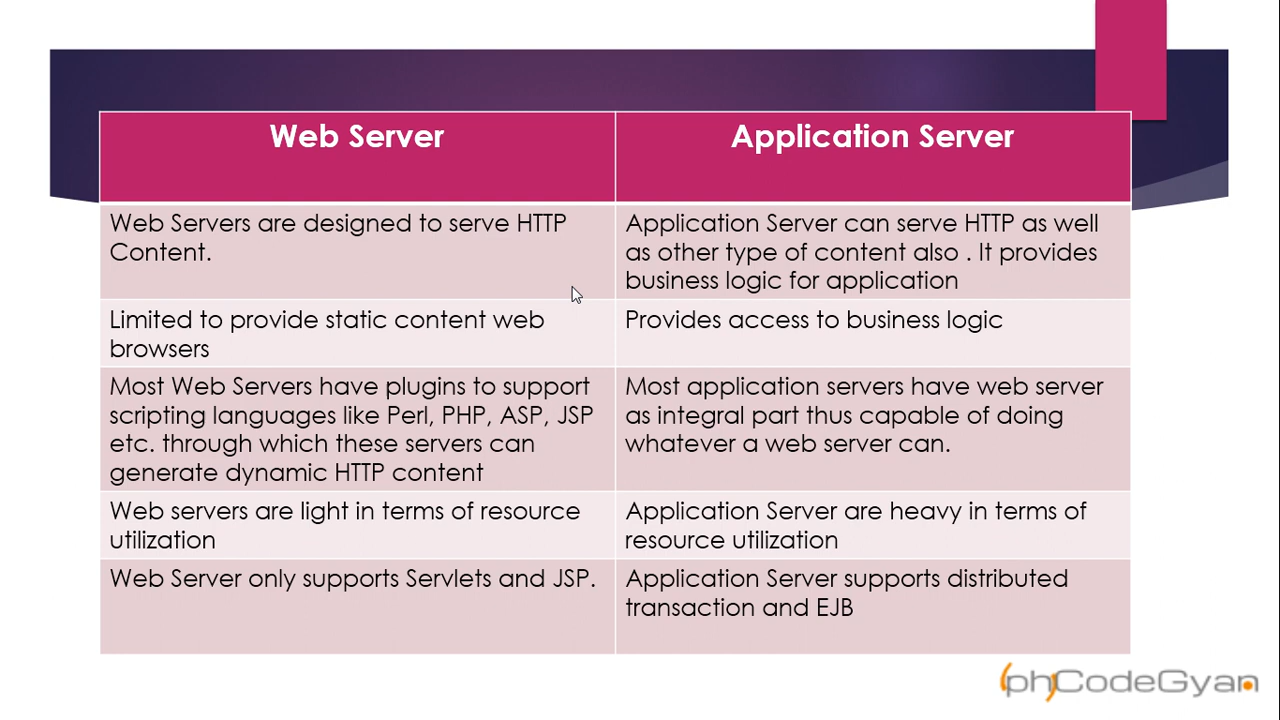 Web Server
Application Server
Web Servers are designed to serve HTTP
Content.
Application Server can serve HTTP as well
as other type of content also . It provides
business logic for application
Limited to provide static content web
browsers
Provides access to business logic
Most Web Servers have plugins to support
scripting languages like Perl, PHP, ASP, JSP
etc. through which these servers can
generate dynamic HTTP content
Most application servers have web server
as integral part thus capable of doing
whatever a web server can.
Web servers are light in terms of resource
utilization
Application Server are heavy in terms of
resource utilization
Web Server only supports Servlets and JSP.
Application Server supports distributed
transaction and EJB
(ph)CodeGyan